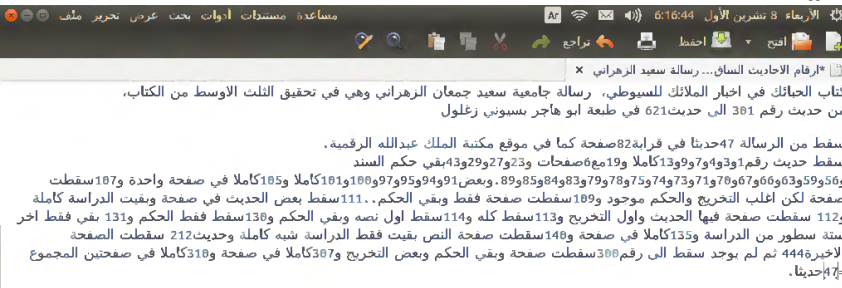 الأربعاء 8 تشرين الأول 6:16:44 Ar مساعدة مستندات أدوات بحث عرض تحرير ملف
افتح احفظ تراجع
*ارقام الاحاديث الساق... رسالة سعيد الزهراني ×
كتاب الحبائك في اخبار الملائك للسيوطي، رسالة جامعية سعيد جمعان الزهراني وهي في تحقيق الثلث الاوسط من الكتاب،
من حديث رقم 301 الى حديث621 في طبعة ابو هاجر بسيوني زغلول
سقط من الرسالة 47حديثا في قرابة82صفحة كما في موقع مكتبة الملك عبدالله الرقمية.
سقط حديث رقم1و3و4و7و9و13كاملا و19مع6صفحات و23و27و29و43بقي حكم السند
و56و59و63و66و67و70و71و73و74و75و78و79و83و84و85و89.وبعض91و94و95و97و100و101كاملا و105كاملا في صفحة واحدة و107سقطت
صفحة لكن اغلب التخريج والحكم موجود و109سقطت صفحة فقط وبقي الحكم..111سقط بعض الحديث في صفحة وبقيت الدراسة كاملة
و112 سقطت صفحة فيها الحديث واول التخريج و113سقط كله و114سقط اول نصه وبقي الحكم و130سقط فقط الحكم و131 بقي فقط اخر
ستة سطور من الدراسة و135كاملا في صفحة و140سقطت صفحة النص بقيت فقط الدراسة شبه كاملة وحديث212 سقطت الصفحة
الاخيرة444 ثم لم يوجد سقط الى رقم300سقطت صفحة وبقي الحكم وبعض التخريج و307كاملا في صفحة و310كاملا في صفحتين المجموع
=47حديثا.